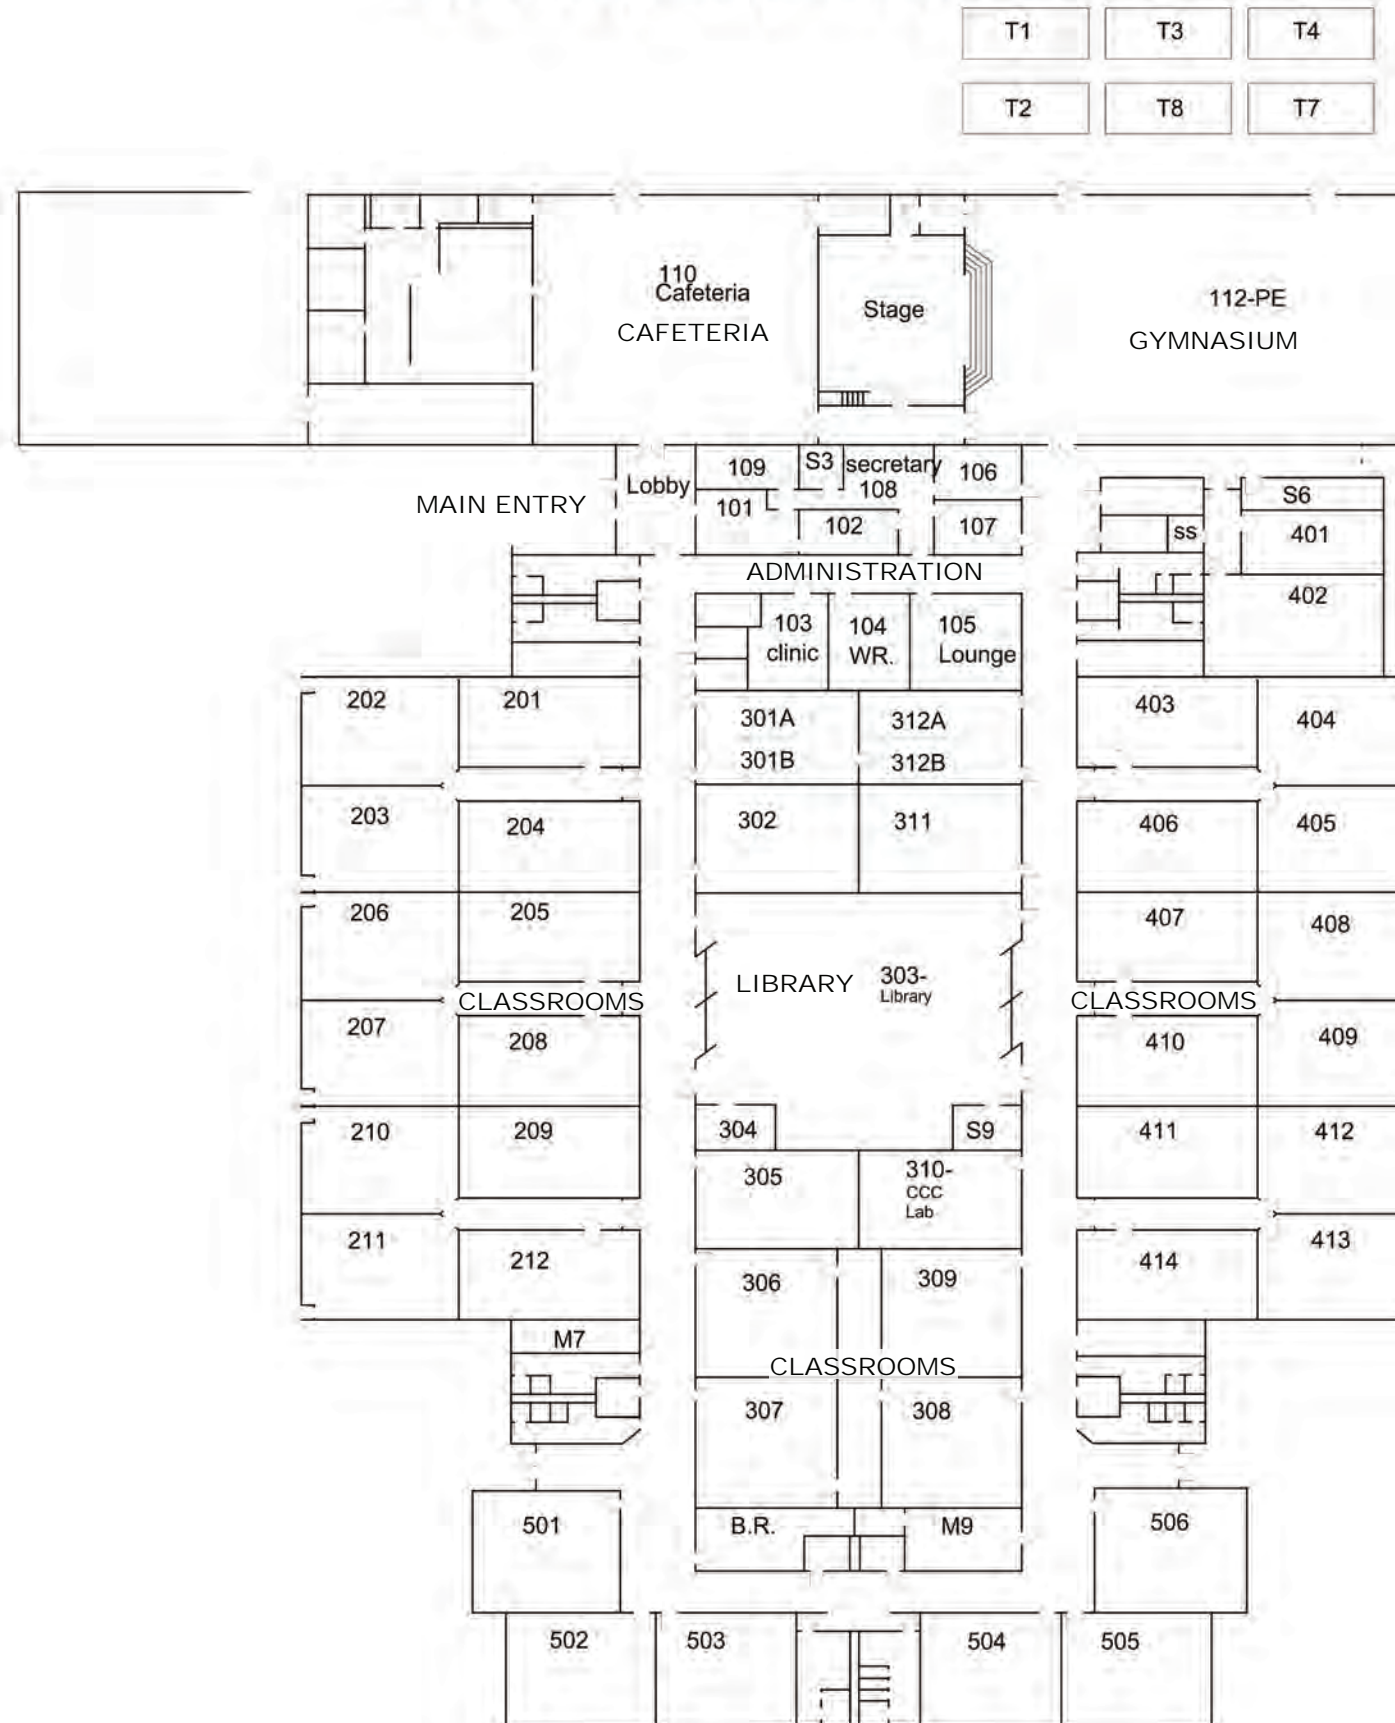 T1
T3
T4
T2
T8
T7
110
Cafeteria
CAFETERIA
Stage
112-PE
GYMNASIUM
MAIN ENTRY
Lobby
109
S3
secretary
108
106
101
102
107
S6
ss
401
402
ADMINISTRATION
103
clinic
104
WR.
105
Lounge
202
201
301A
301B
312A
312B
403
404
203
204
302
311
406
405
206
205
407
408
LIBRARY
303-
Library
CLASSROOMS
CLASSROOMS
207
208
410
409
210
209
304
S9
411
412
305
310-
CCC
Lab
211
212
306
309
414
413
M7
CLASSROOMS
307
308
501
B.R.
M9
506
502
503
504
505